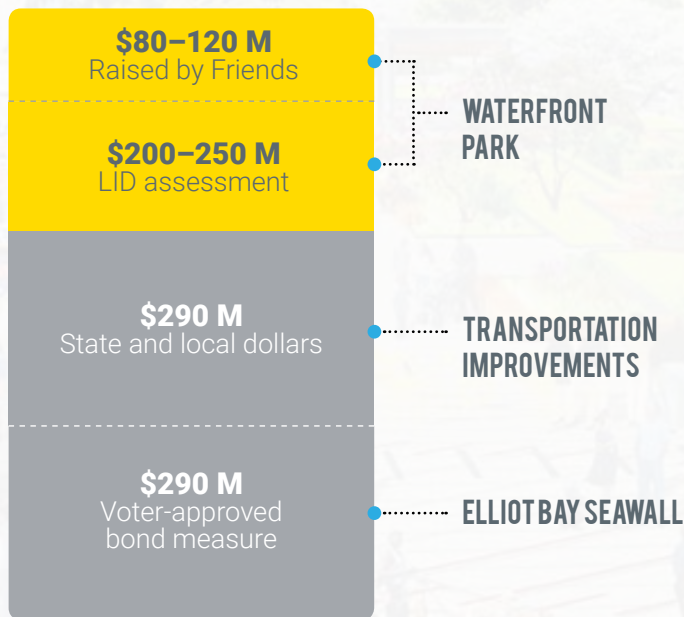 $80–120 M
Raised by Friends
WATERFRONT
PARK
$200–250 M
LID assessment
$290 M
State and local dollars
TRANSPORTATION
IMPROVEMENTS
$290 M
Voter-approved
bond measure
ELLIOT BAY SEAWALL